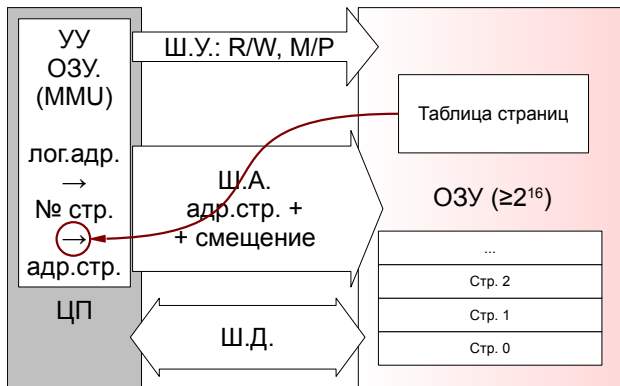 УУ
ОЗУ.
(MMU)
лог.адр.
→
№ стр.
→
адр.стр.
ЦП
Ш.У.: R/W, M/P
Ш.А.
адр.стр. +
+ смещение
Ш.Д.
Таблица страниц
ОЗУ (≥2¹⁶)
...
Стр. 2
Стр. 1
Стр. 0